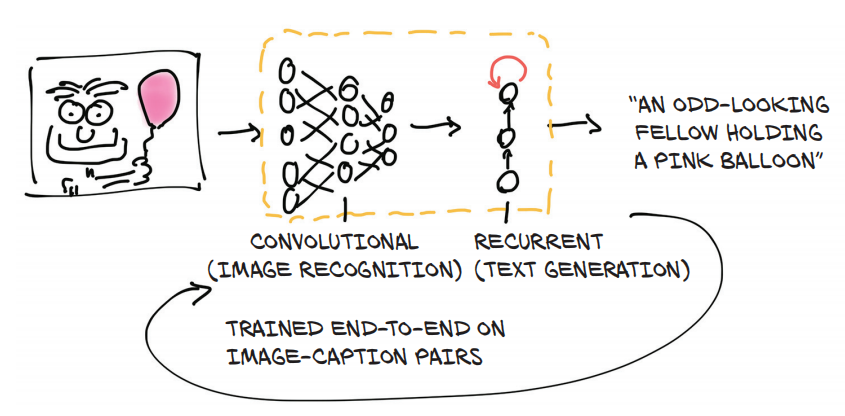 "AN ODD-LOOKING
FELLOW HOLDING
A PINK BALLOON"
CONVOLUTIONAL
(IMAGE RECOGNITION)
RECURRENT
(TEXT GENERATION)
TRAINED END-TO-END ON
IMAGE-CAPTION PAIRS